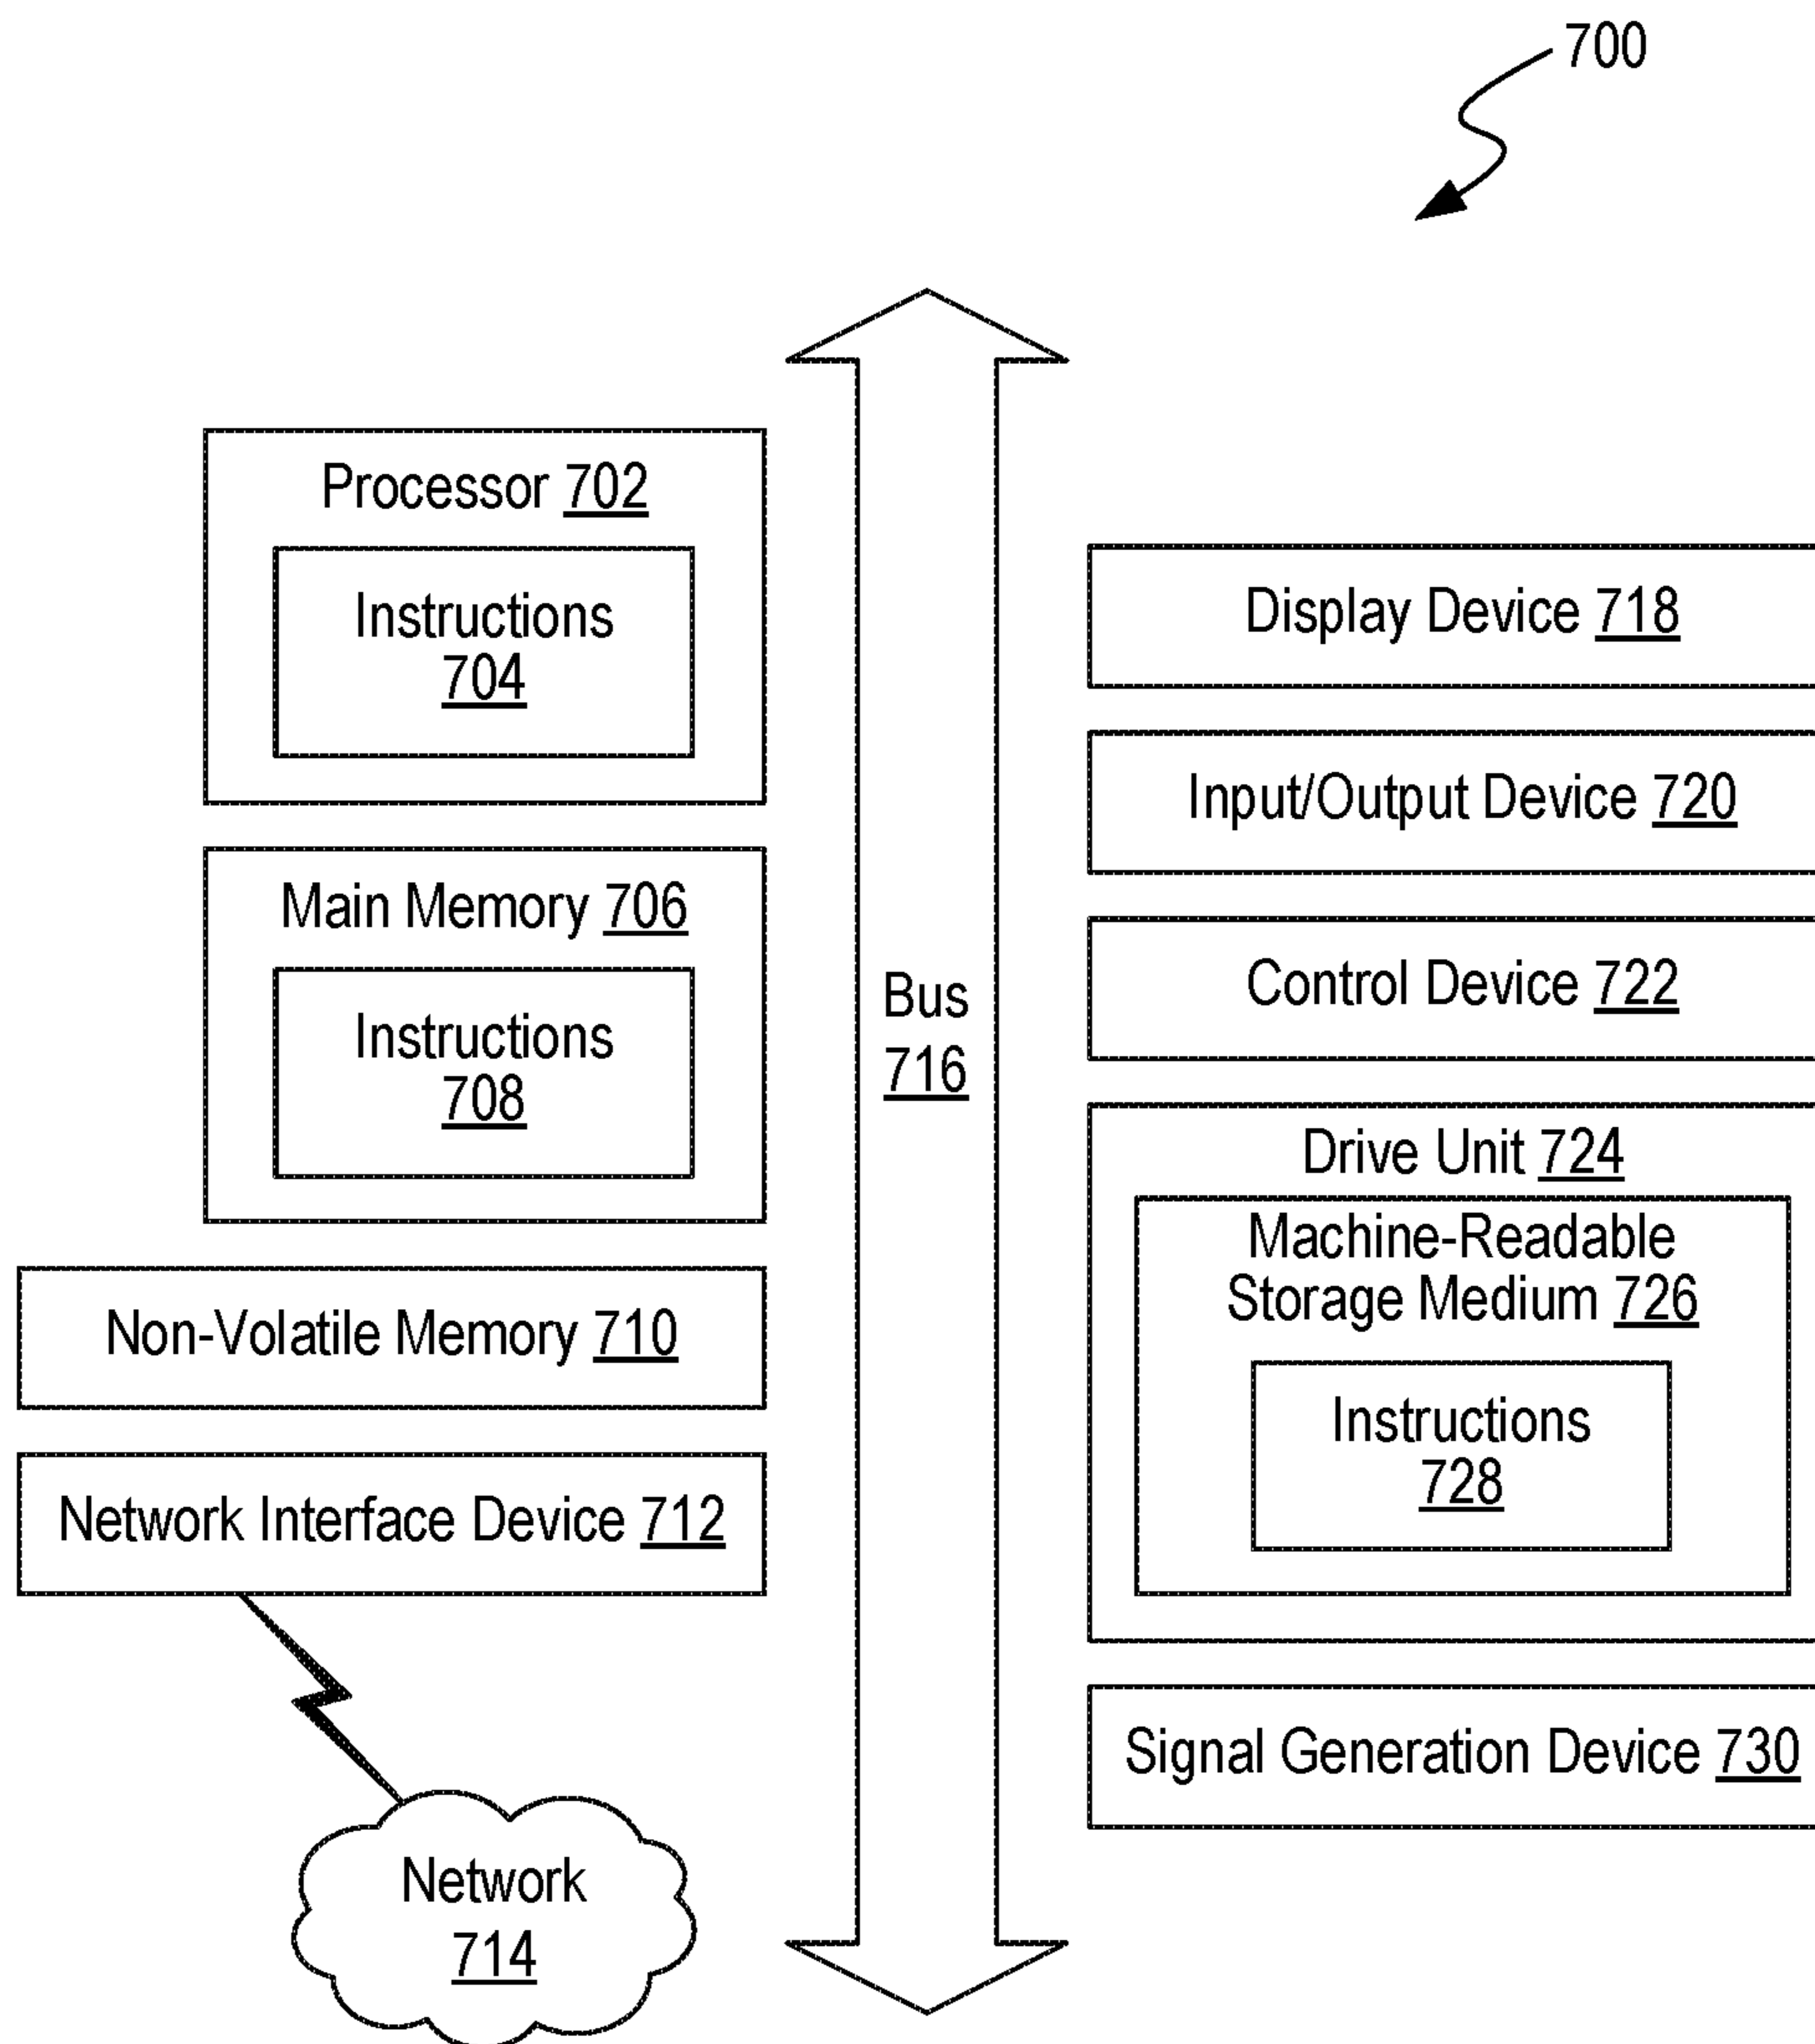 700
Processor 702
Instructions
704
Main Memory 706
Instructions
708
Non-Volatile Memory 710
Network Interface Device 712
Network
714
Bus
716
Display Device 718
Input/Output Device 720
Control Device 722
Drive Unit 724
Machine-Readable
Storage Medium 726
Instructions
728
Signal Generation Device 730